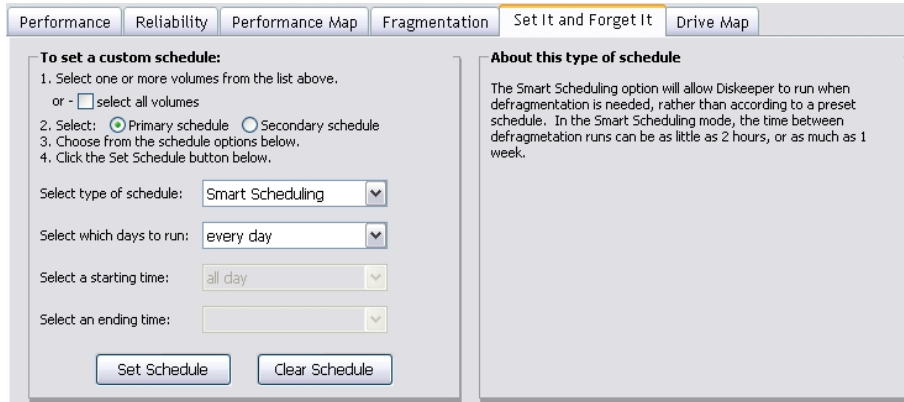 Performance Reliability Performance Map Fragmentation Set It and Forget It Drive Map
To set a custom schedule:
1. Select one or more volumes from the list above.
or - select all volumes
2. Select: Primary schedule Secondary schedule
3. Choose from the schedule options below.
4. Click the Set Schedule button below.
Select type of schedule: Smart Scheduling
Select which days to run: every day
Select a starting time: all day
Select an ending time:
Set Schedule Clear Schedule
About this type of schedule
The Smart Scheduling option will allow Diskeeper to run when
defragmentation is needed, rather than according to a preset
schedule. In the Smart Scheduling mode, the time between
defragmetation runs can be as little as 2 hours, or as much as 1
week.